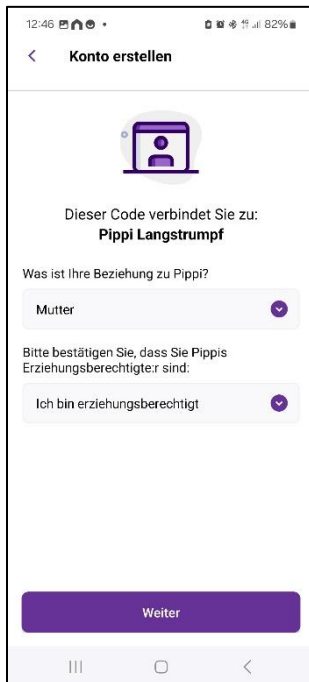 12:46
82%
Konto erstellen
Dieser Code verbindet Sie zu:
Pippi Langstrumpf
Was ist Ihre Beziehung zu Pippi?
Mutter
Bitte bestätigen Sie, dass Sie Pippis
Erziehungsberechtigte:r sind:
Ich bin erziehungsberechtigt
Weiter